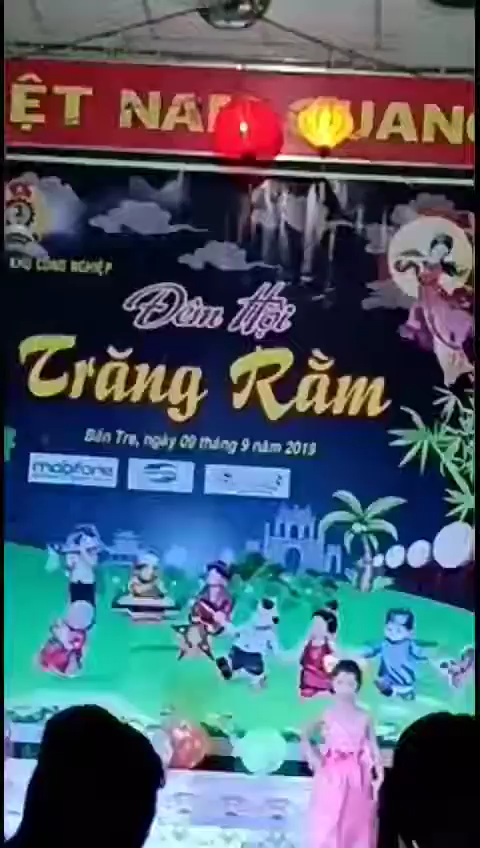 ỆT NAM QUANG
KHU CÔNG NGHIỆP
Đêm Hội
Trăng Rằm
Bến Tre, ngày 09 tháng 9 năm 2019
mobifone